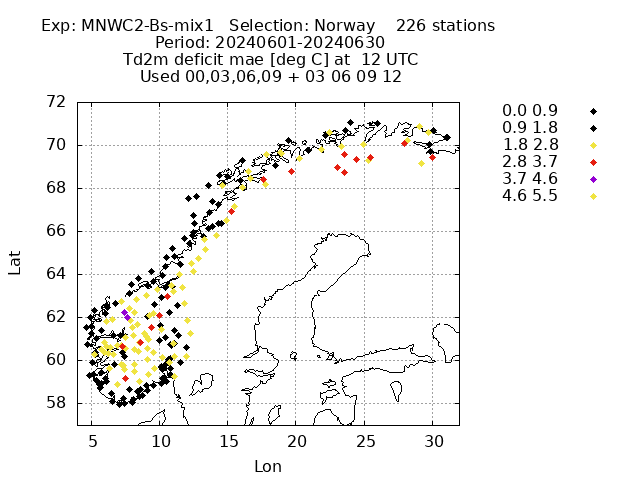 Exp: MNWC2-Bs-mix1   Selection: Norway    226 stations
Period: 20240601-20240630
Td2m deficit mae [deg C] at  12 UTC
Used 00,03,06,09 + 03 06 09 12
0.0 0.9
0.9 1.8
1.8 2.8
2.8 3.7
3.7 4.6
4.6 5.5
72
70
68
66
64
62
60
58
Lat
5 10 15 20 25 30
Lon